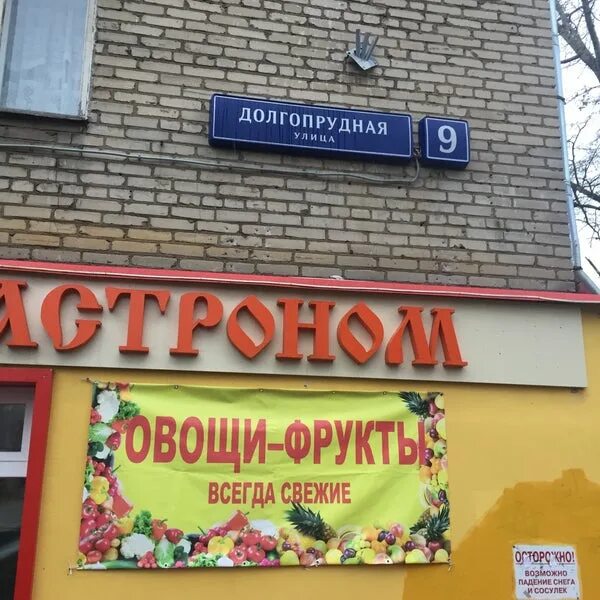 ДОЛГОПРУДНАЯ
УЛИЦА
9
АСТРОНОМ
ОВОЩИ-ФРУКТЫ
ВСЕГДА СВЕЖИЕ
ОСТОРОЖНО!
ВОЗМОЖНО
ПАДЕНИЕ СНЕГА
И СОСУЛЕК